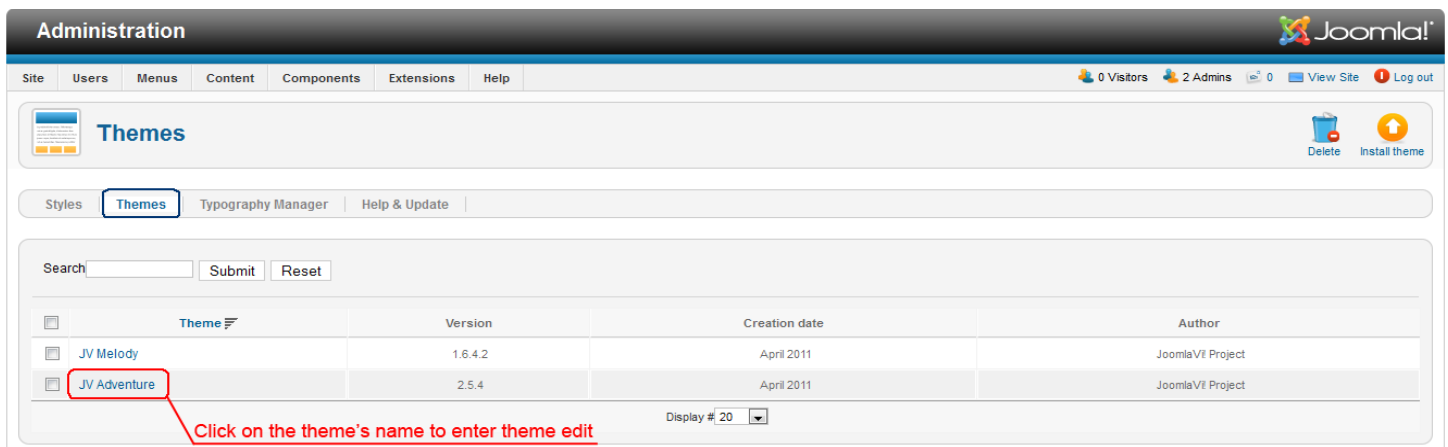 Administration
Joomla!
Site Users Menus Content Components Extensions Help 0 Visitors 2 Admins 0 View Site Log out
Themes
Delete Install theme
Styles Themes Typography Manager Help & Update
Search Submit Reset
Theme Version Creation date Author
JV Melody 1.6.4.2 April 2011 JoomlaVi! Project
JV Adventure 2.5.4 April 2011 JoomlaVi! Project
Display # 20
Click on the theme's name to enter theme edit